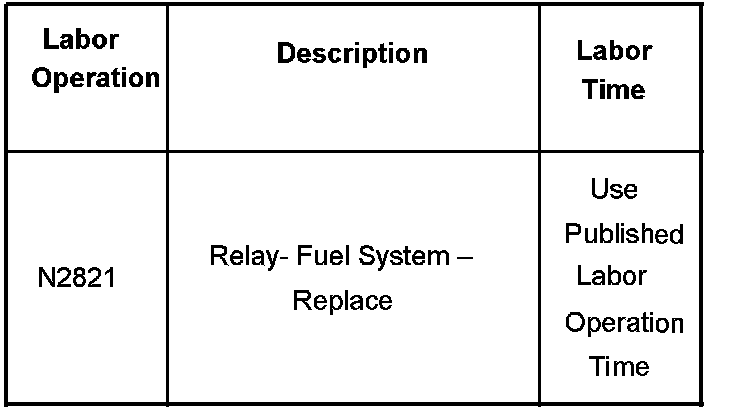 Labor
Operation
Description
Labor
Time
N2821
Relay- Fuel System –
Replace
Use
Published
Labor
Operation
Time